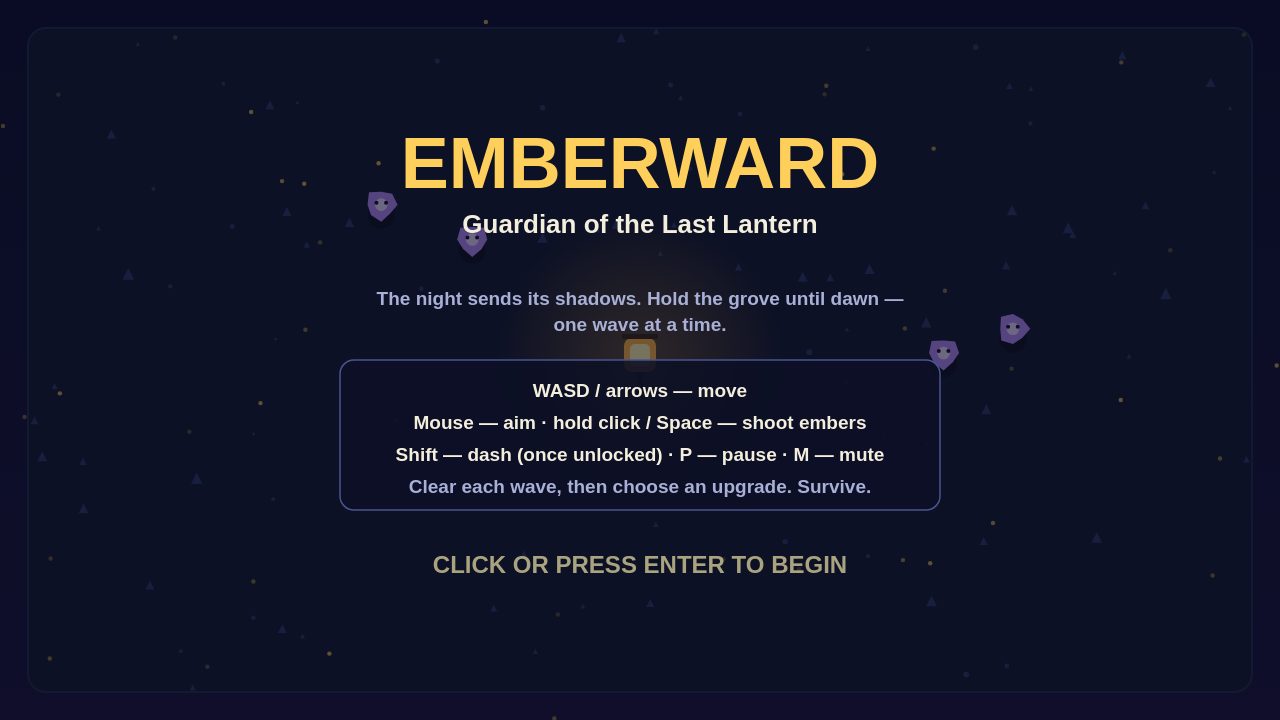 EMBERWARD
Guardian of the Last Lantern
The night sends its shadows. Hold the grove until dawn —
one wave at a time.
WASD / arrows — move
Mouse — aim · hold click / Space — shoot embers
Shift — dash (once unlocked) · P — pause · M — mute
Clear each wave, then choose an upgrade. Survive.
CLICK OR PRESS ENTER TO BEGIN